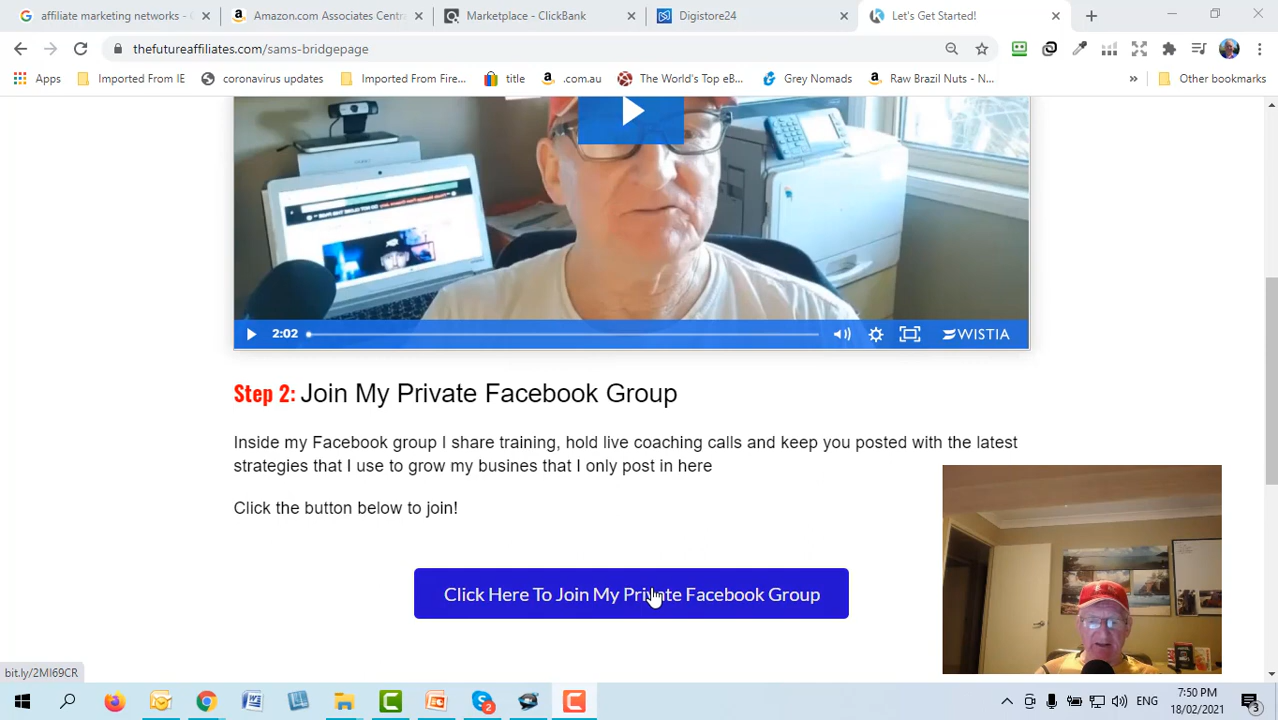 affiliate marketing networks - G
Amazon.com Associates Central
Marketplace - ClickBank
Digistore24
Let's Get Started!
thefutureaffiliates.com/sams-bridgepage
Apps
Imported From IE
coronavirus updates
Imported From Fire...
title
.com.au
The World's Top eB...
Grey Nomads
Raw Brazil Nuts - N...
Other bookmarks
2:02
WISTIA
Step 2: Join My Private Facebook Group
Inside my Facebook group I share training, hold live coaching calls and keep you posted with the latest
strategies that I use to grow my busines that I only post in here
Click the button below to join!
Click Here To Join My Private Facebook Group
bit.ly/2MI69CR
2
ENG
7:50 PM
18/02/2021
3